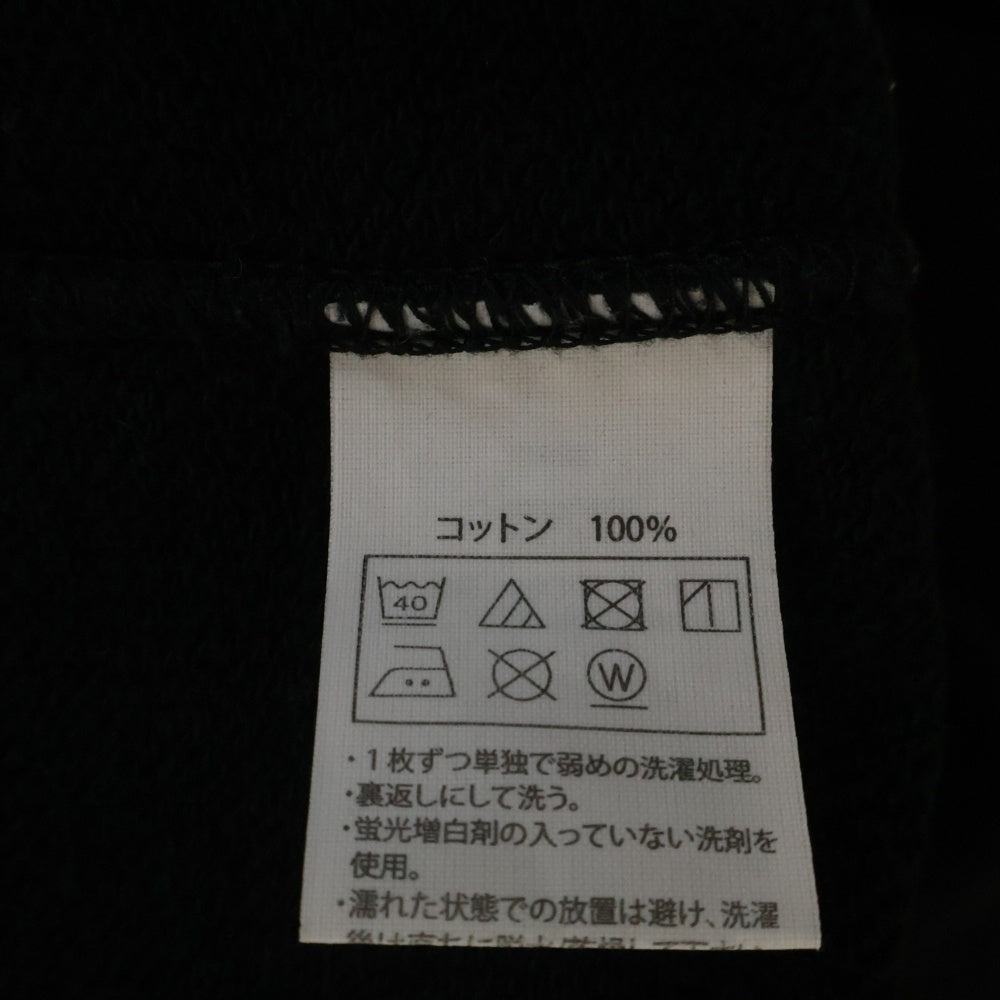 コットン 100%
40
W
・1枚ずつ単独で弱めの洗濯処理。
・裏返しにして洗う。
・蛍光増白剤の入っていない洗剤を
使用。
・濡れた状態での放置は避け、洗濯